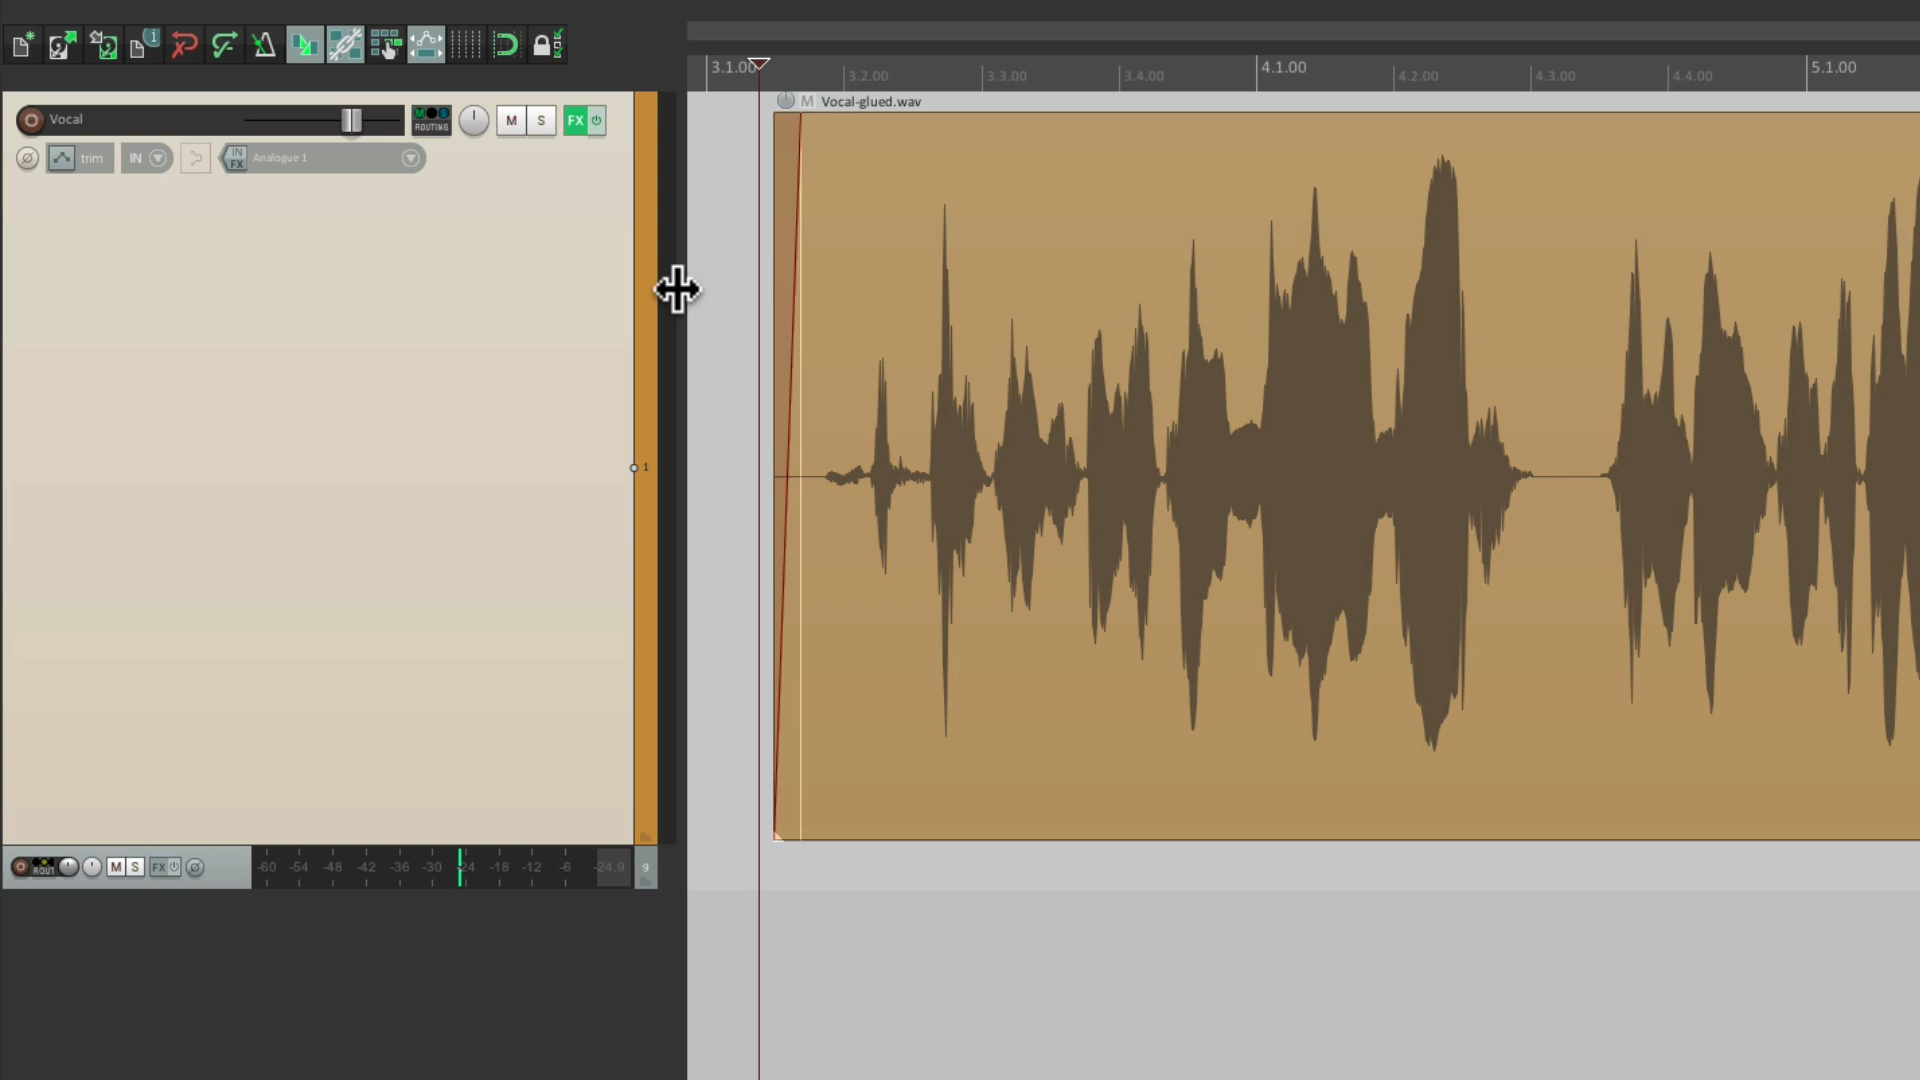 3.1.00
3.2.00
3.3.00
3.4.00
4.1.00
4.2.00
4.3.00
4.4.00
5.1.00
Vocal-glued.wav
Vocal
M
ROUTING
M
S
FX
trim
IN
IN
FX
Analogue 1
1
ROUT
M
S
FX
-60 -54 -48 -42 -36 -30 -24 -18 -12 -6 -24.9
9